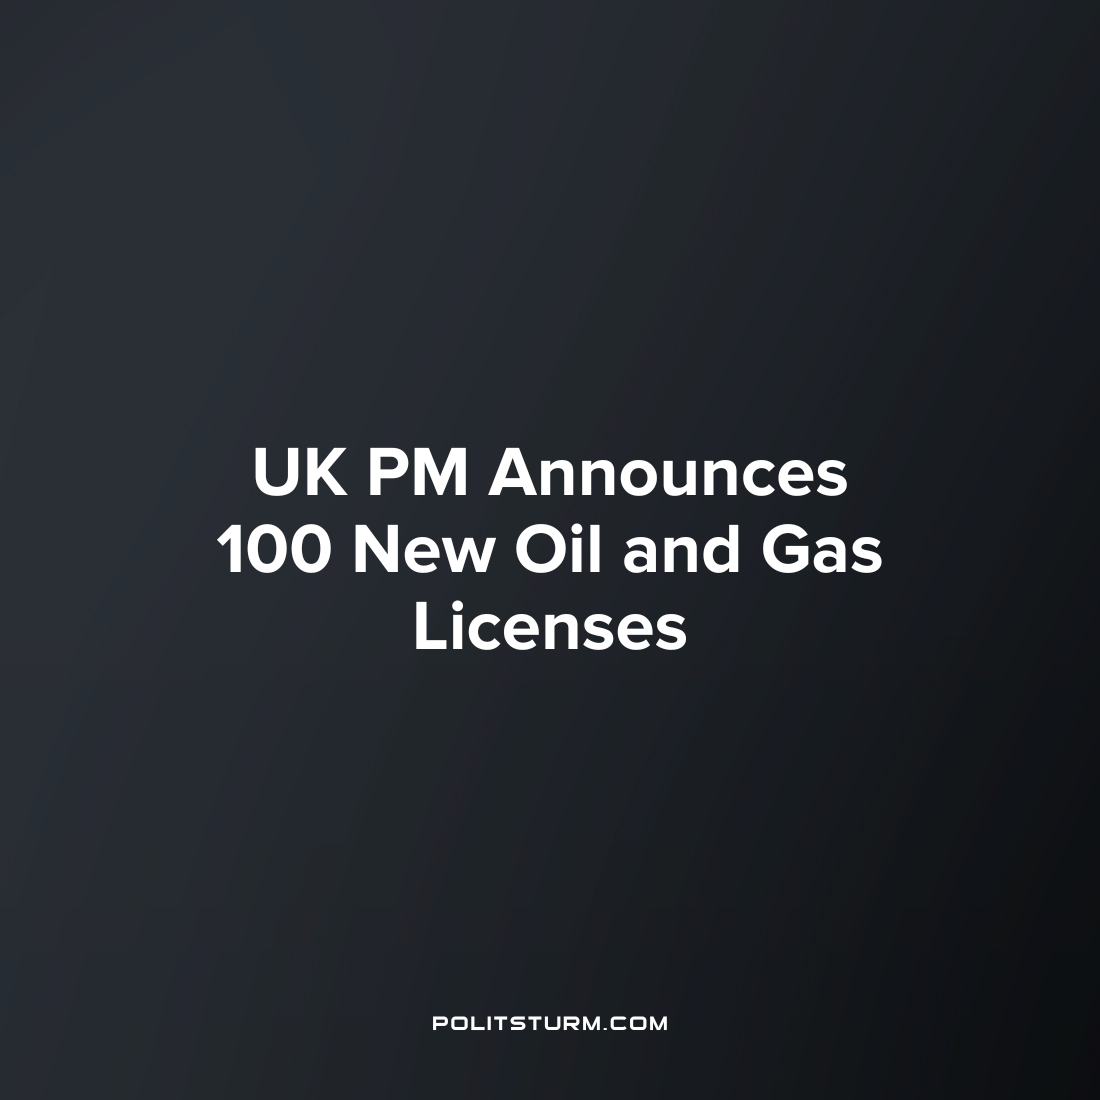 UK PM Announces
100 New Oil and Gas
Licenses
POLITSTURM.COM